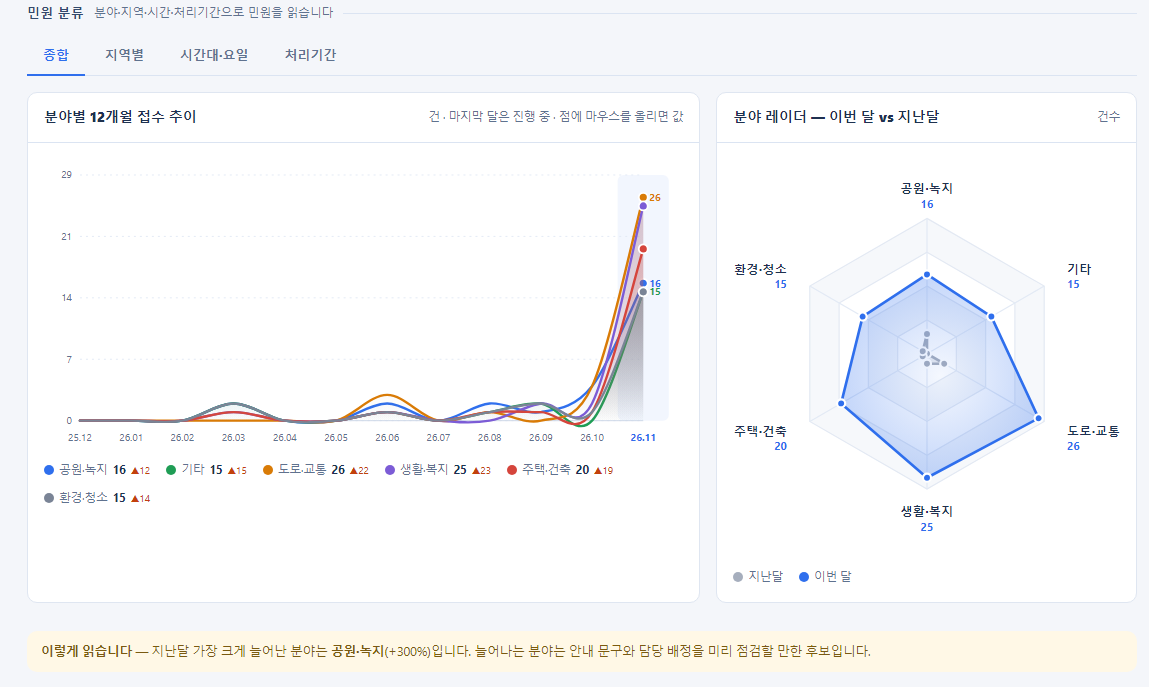 민원 분류 분야·지역·시간·처리기간으로 민원을 읽습니다
종합 지역별 시간대·요일 처리기간
분야별 12개월 접수 추이 건 · 마지막 달은 진행 중 · 점에 마우스를 올리면 값
29
21
14
7
0
26
16
15
25.12 26.01 26.02 26.03 26.04 26.05 26.06 26.07 26.08 26.09 26.10 26.11
공원·녹지 16 ▲12 기타 15 ▲15 도로·교통 26 ▲22 생활·복지 25 ▲23 주택·건축 20 ▲19
환경·청소 15 ▲14
분야 레이더 — 이번 달 vs 지난달 건수
공원·녹지
16
환경·청소
15
기타
15
주택·건축
20
도로·교통
26
생활·복지
25
지난달 이번 달
이렇게 읽습니다 — 지난달 가장 크게 늘어난 분야는 공원·녹지(+300%)입니다. 늘어나는 분야는 안내 문구와 담당 배정을 미리 점검할 만한 후보입니다.